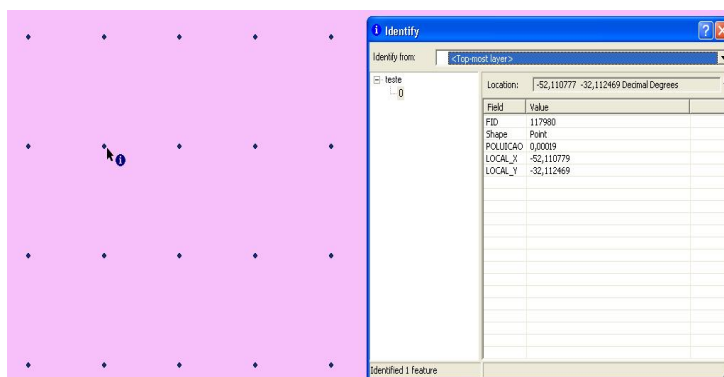 Identify
Identify from: <Top-most layer>
teste
0
Location: -52,110777 -32,112469 Decimal Degrees
Field Value
FID 117980
Shape Point
POLUICAO 0,00019
LOCAL_X -52,110779
LOCAL_Y -32,112469
Identified 1 feature